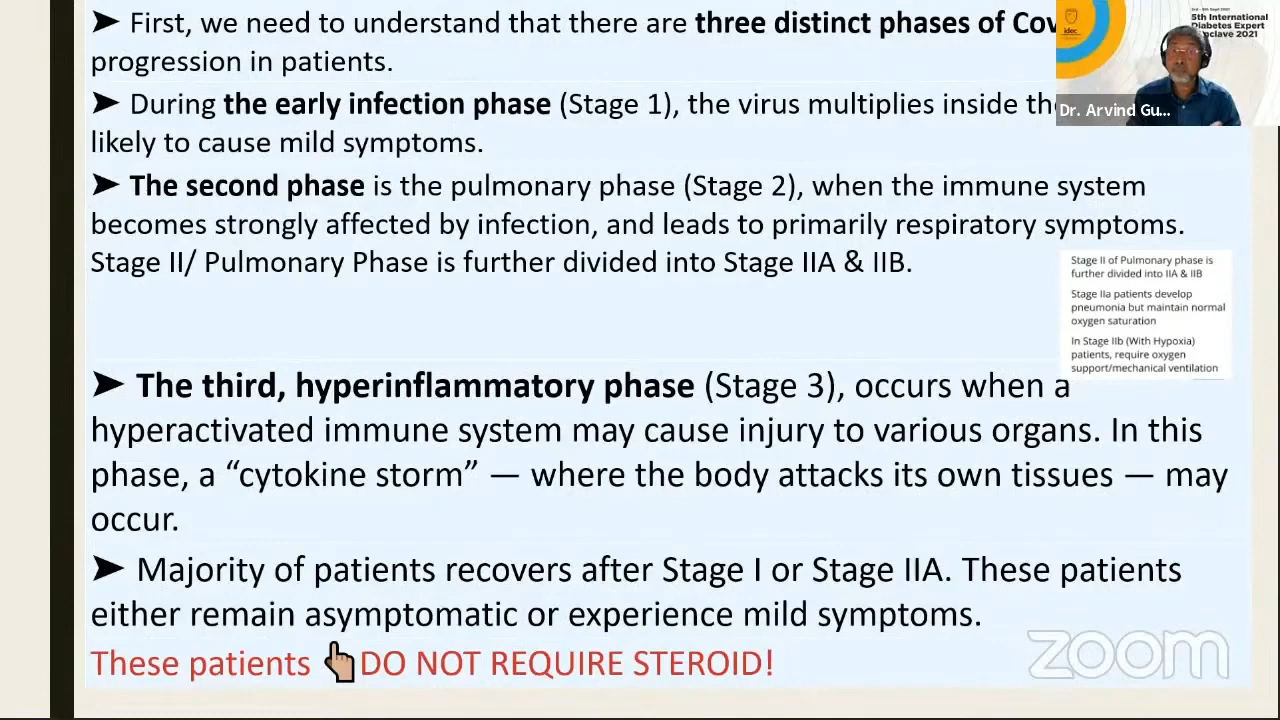 ➤ First, we need to understand that there are three distinct phases of Cov
progression in patients.
➤ During the early infection phase (Stage 1), the virus multiplies inside the
likely to cause mild symptoms.
➤ The second phase is the pulmonary phase (Stage 2), when the immune system
becomes strongly affected by infection, and leads to primarily respiratory symptoms.
Stage II/ Pulmonary Phase is further divided into Stage IIA & IIB.
➤ The third, hyperinflammatory phase (Stage 3), occurs when a
hyperactivated immune system may cause injury to various organs. In this
phase, a “cytokine storm” — where the body attacks its own tissues — may
occur.
➤ Majority of patients recovers after Stage I or Stage IIA. These patients
either remain asymptomatic or experience mild symptoms.
These patients 👆DO NOT REQUIRE STEROID!
Stage II of Pulmonary phase is
further divided into IIA & IIB
Stage IIa patients develop
pneumonia but maintain normal
oxygen saturation
In Stage IIb (With Hypoxia)
patients, require oxygen
support/mechanical ventilation
idec
5th International
Diabetes Expert
nclave 2021
Dr. Arvind Gu...
zoom